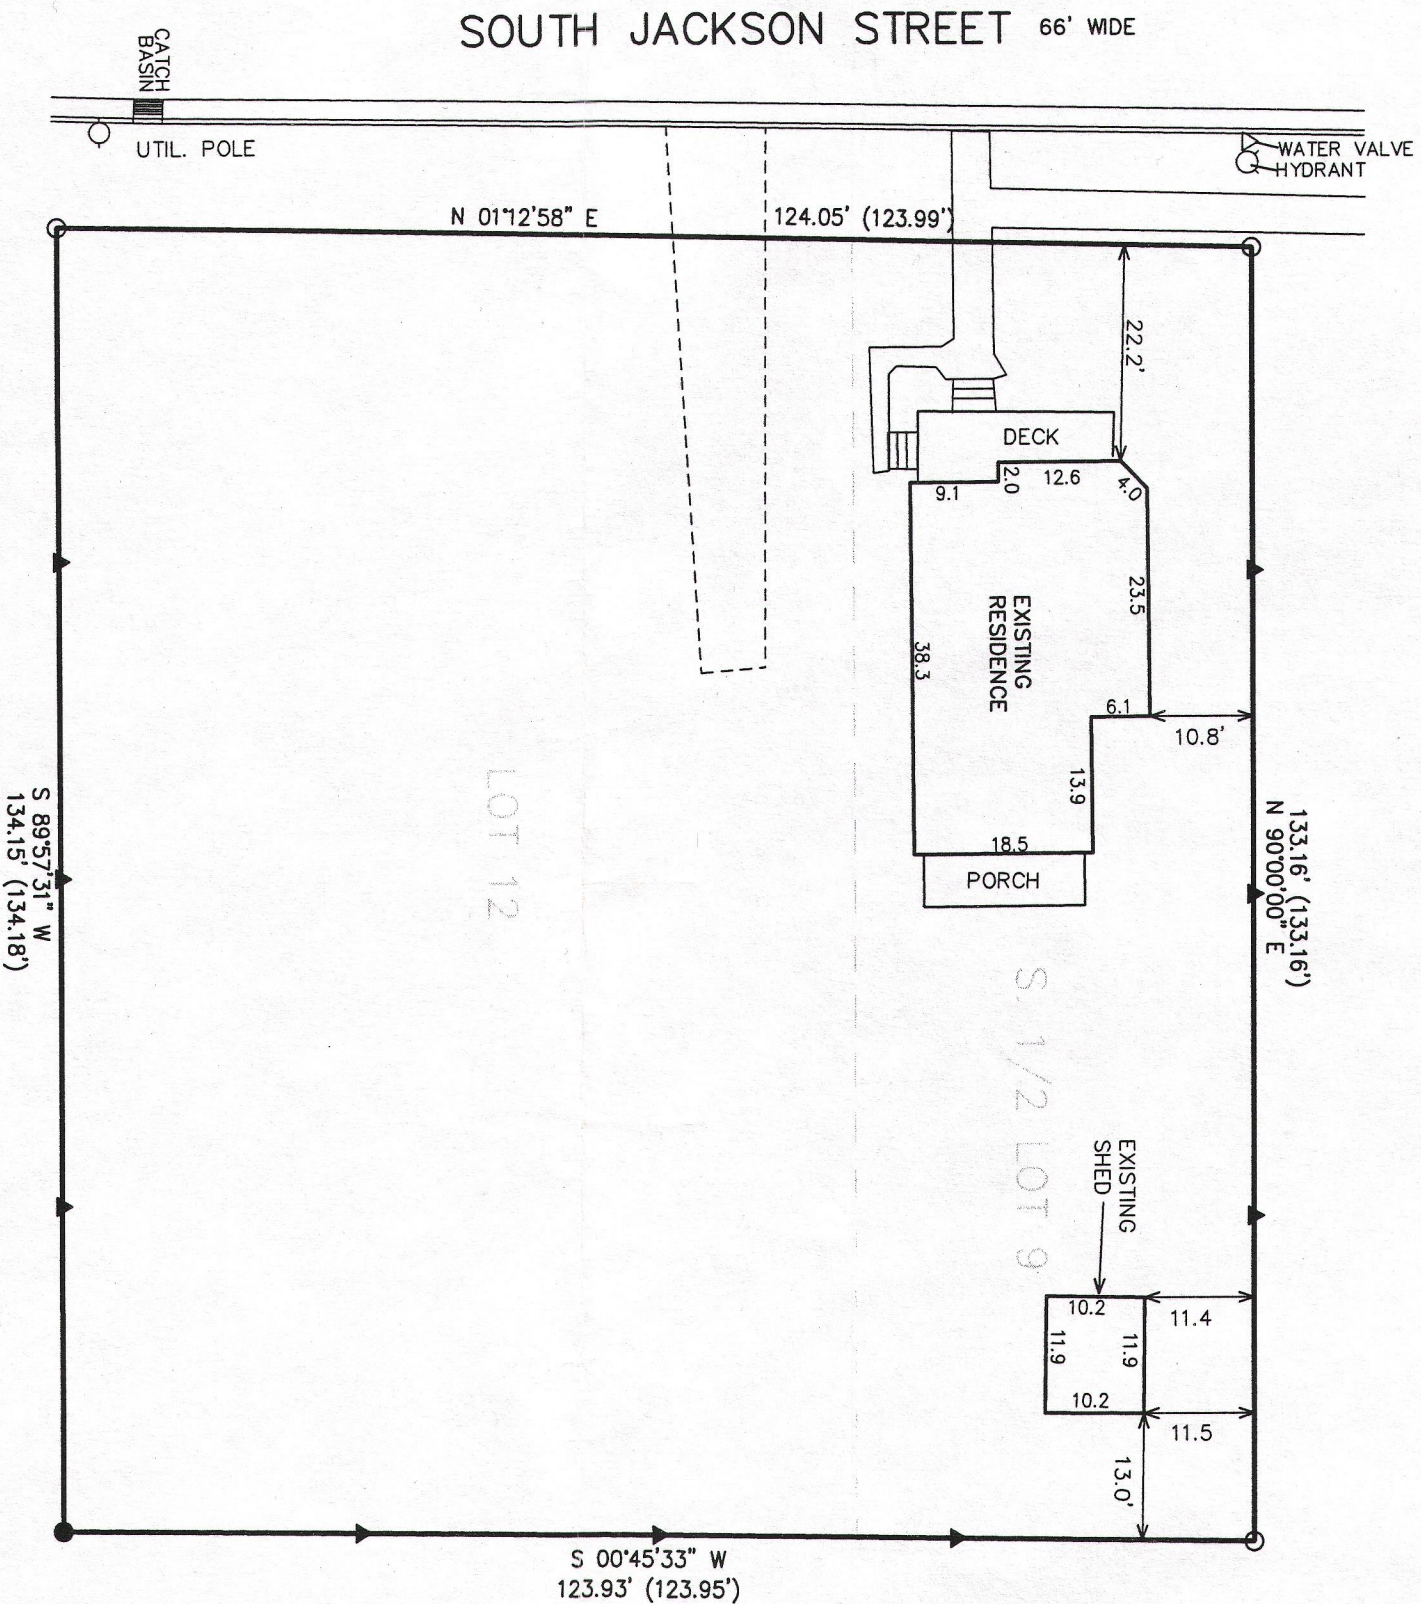 SOUTH JACKSON STREET 66' WIDE
CATCH
BASIN
UTIL. POLE
WATER VALVE
HYDRANT
N 01°12'58" E 124.05' (123.99')
22.2'
DECK
9.1
2.0
12.6
4.0
EXISTING
RESIDENCE
23.5
38.3
6.1
10.8'
13.9
18.5
PORCH
LOT 12
S 89°57'31" W
134.15' (134.18')
133.16' (133.16')
N 90°00'00" E
S. 1/2 LOT 9
EXISTING
SHED
10.2
11.4
11.9
11.9
10.2
11.5
13.0'
S 00°45'33" W
123.93' (123.95')